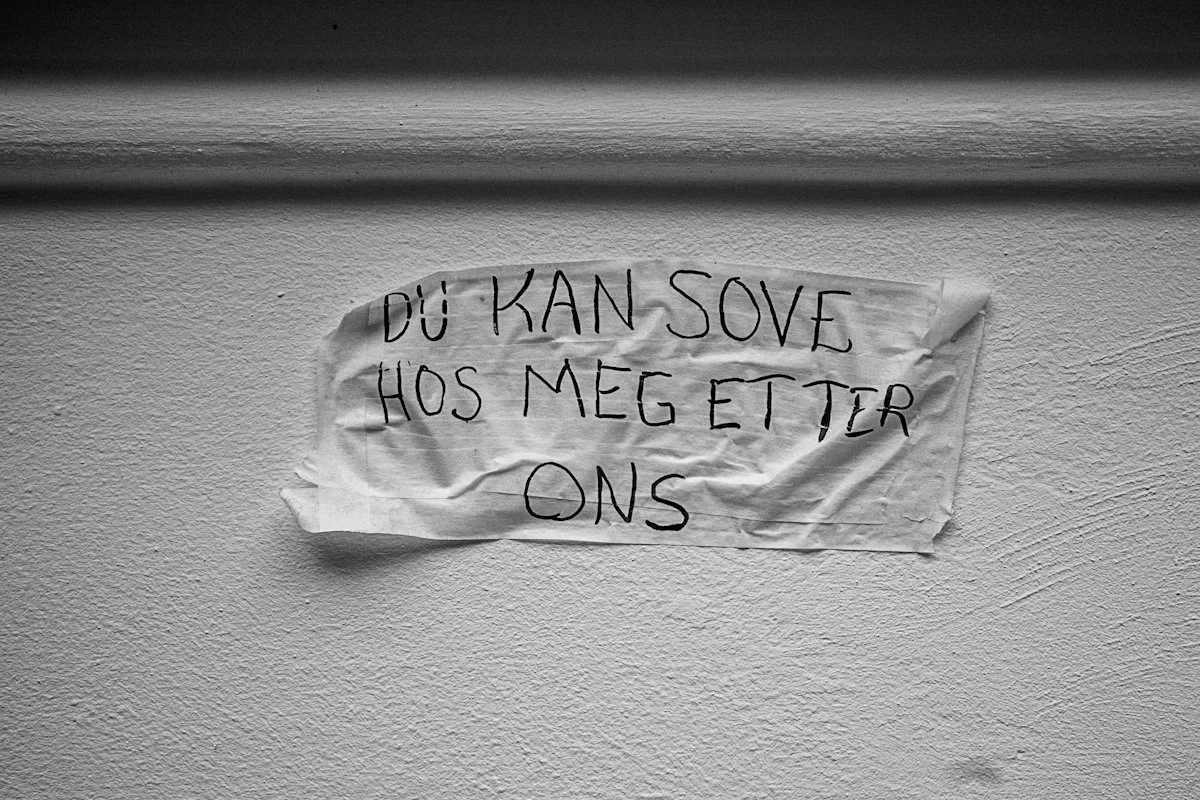 DU KAN SOVE
HOS MEG ETTER
ONS